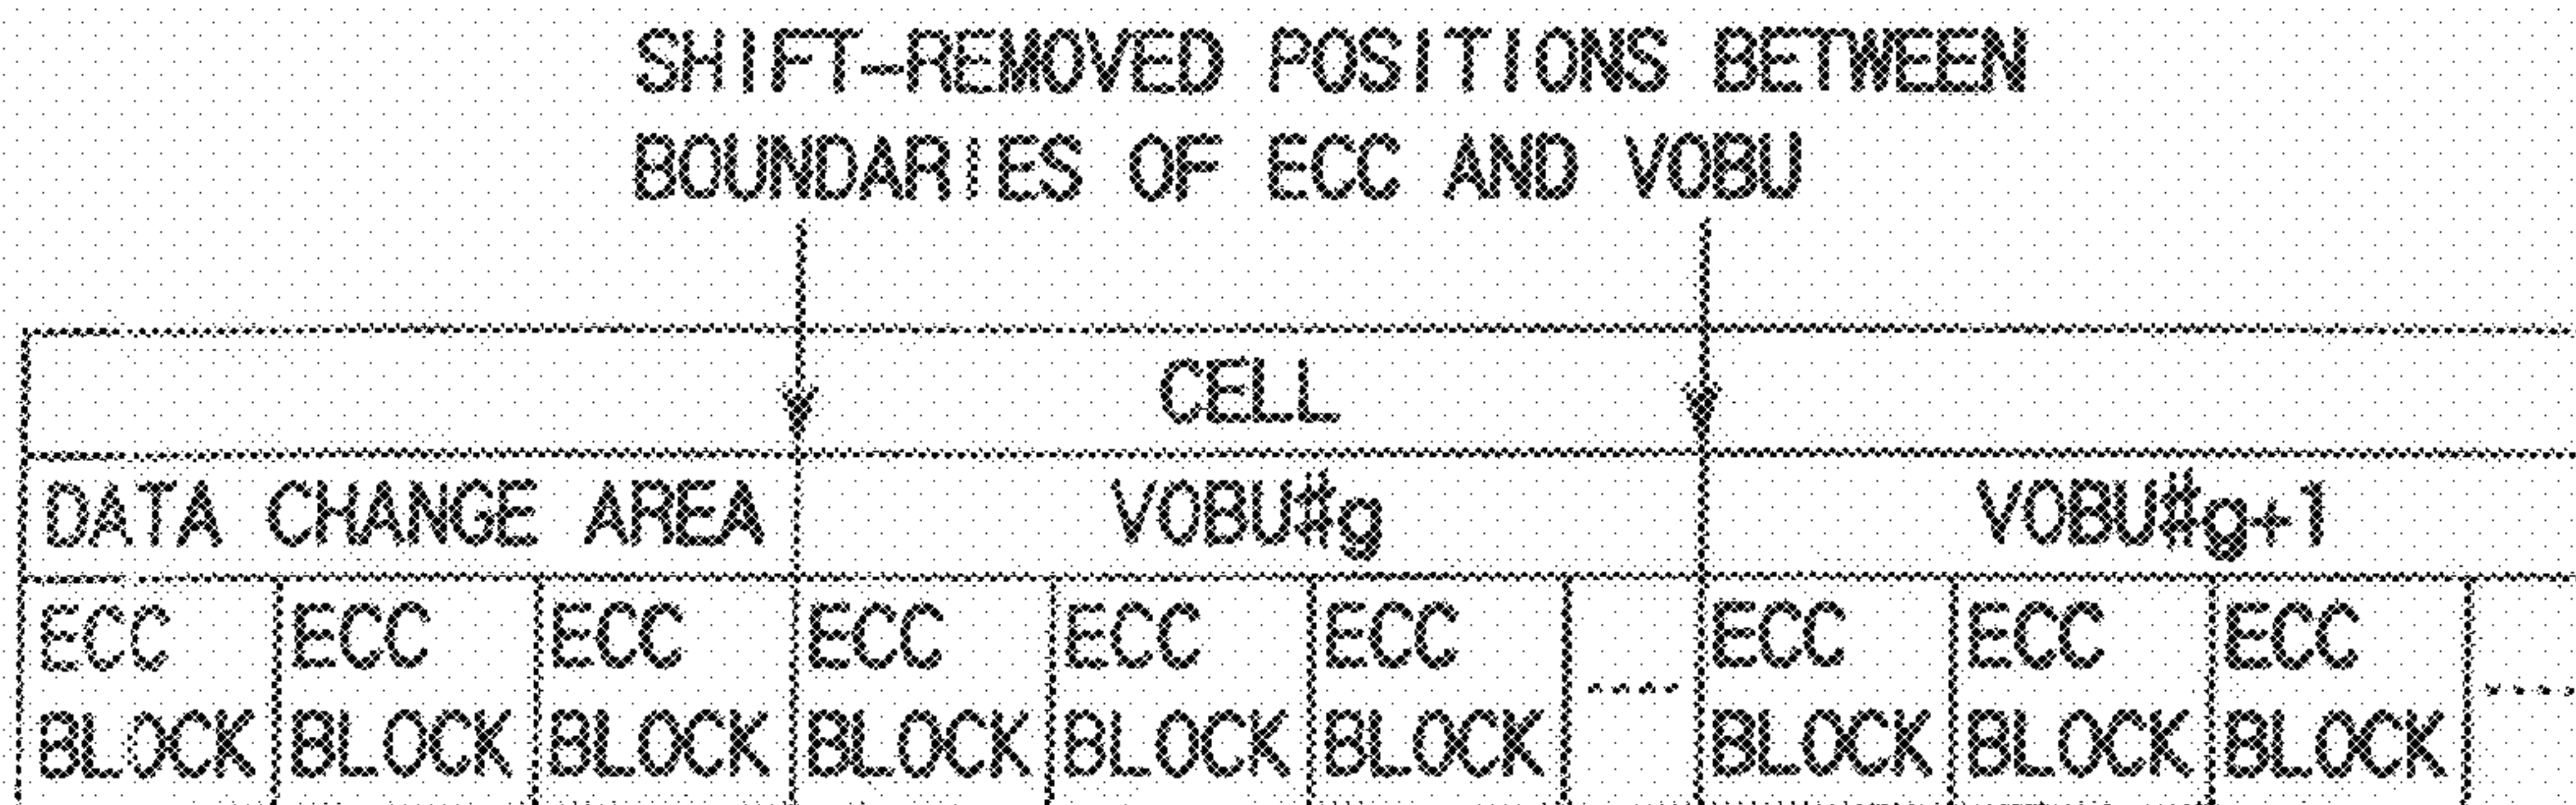 SHIFT-REMOVED POSITIONS BETWEEN
BOUNDARIES OF ECC AND VOBU
CELL
DATA CHANGE AREA VOBU#g VOBU#g+1
ECC ECC ECC ECC ECC ECC ECC ECC ECC
BLOCK BLOCK BLOCK BLOCK BLOCK BLOCK ..... BLOCK BLOCK BLOCK .....